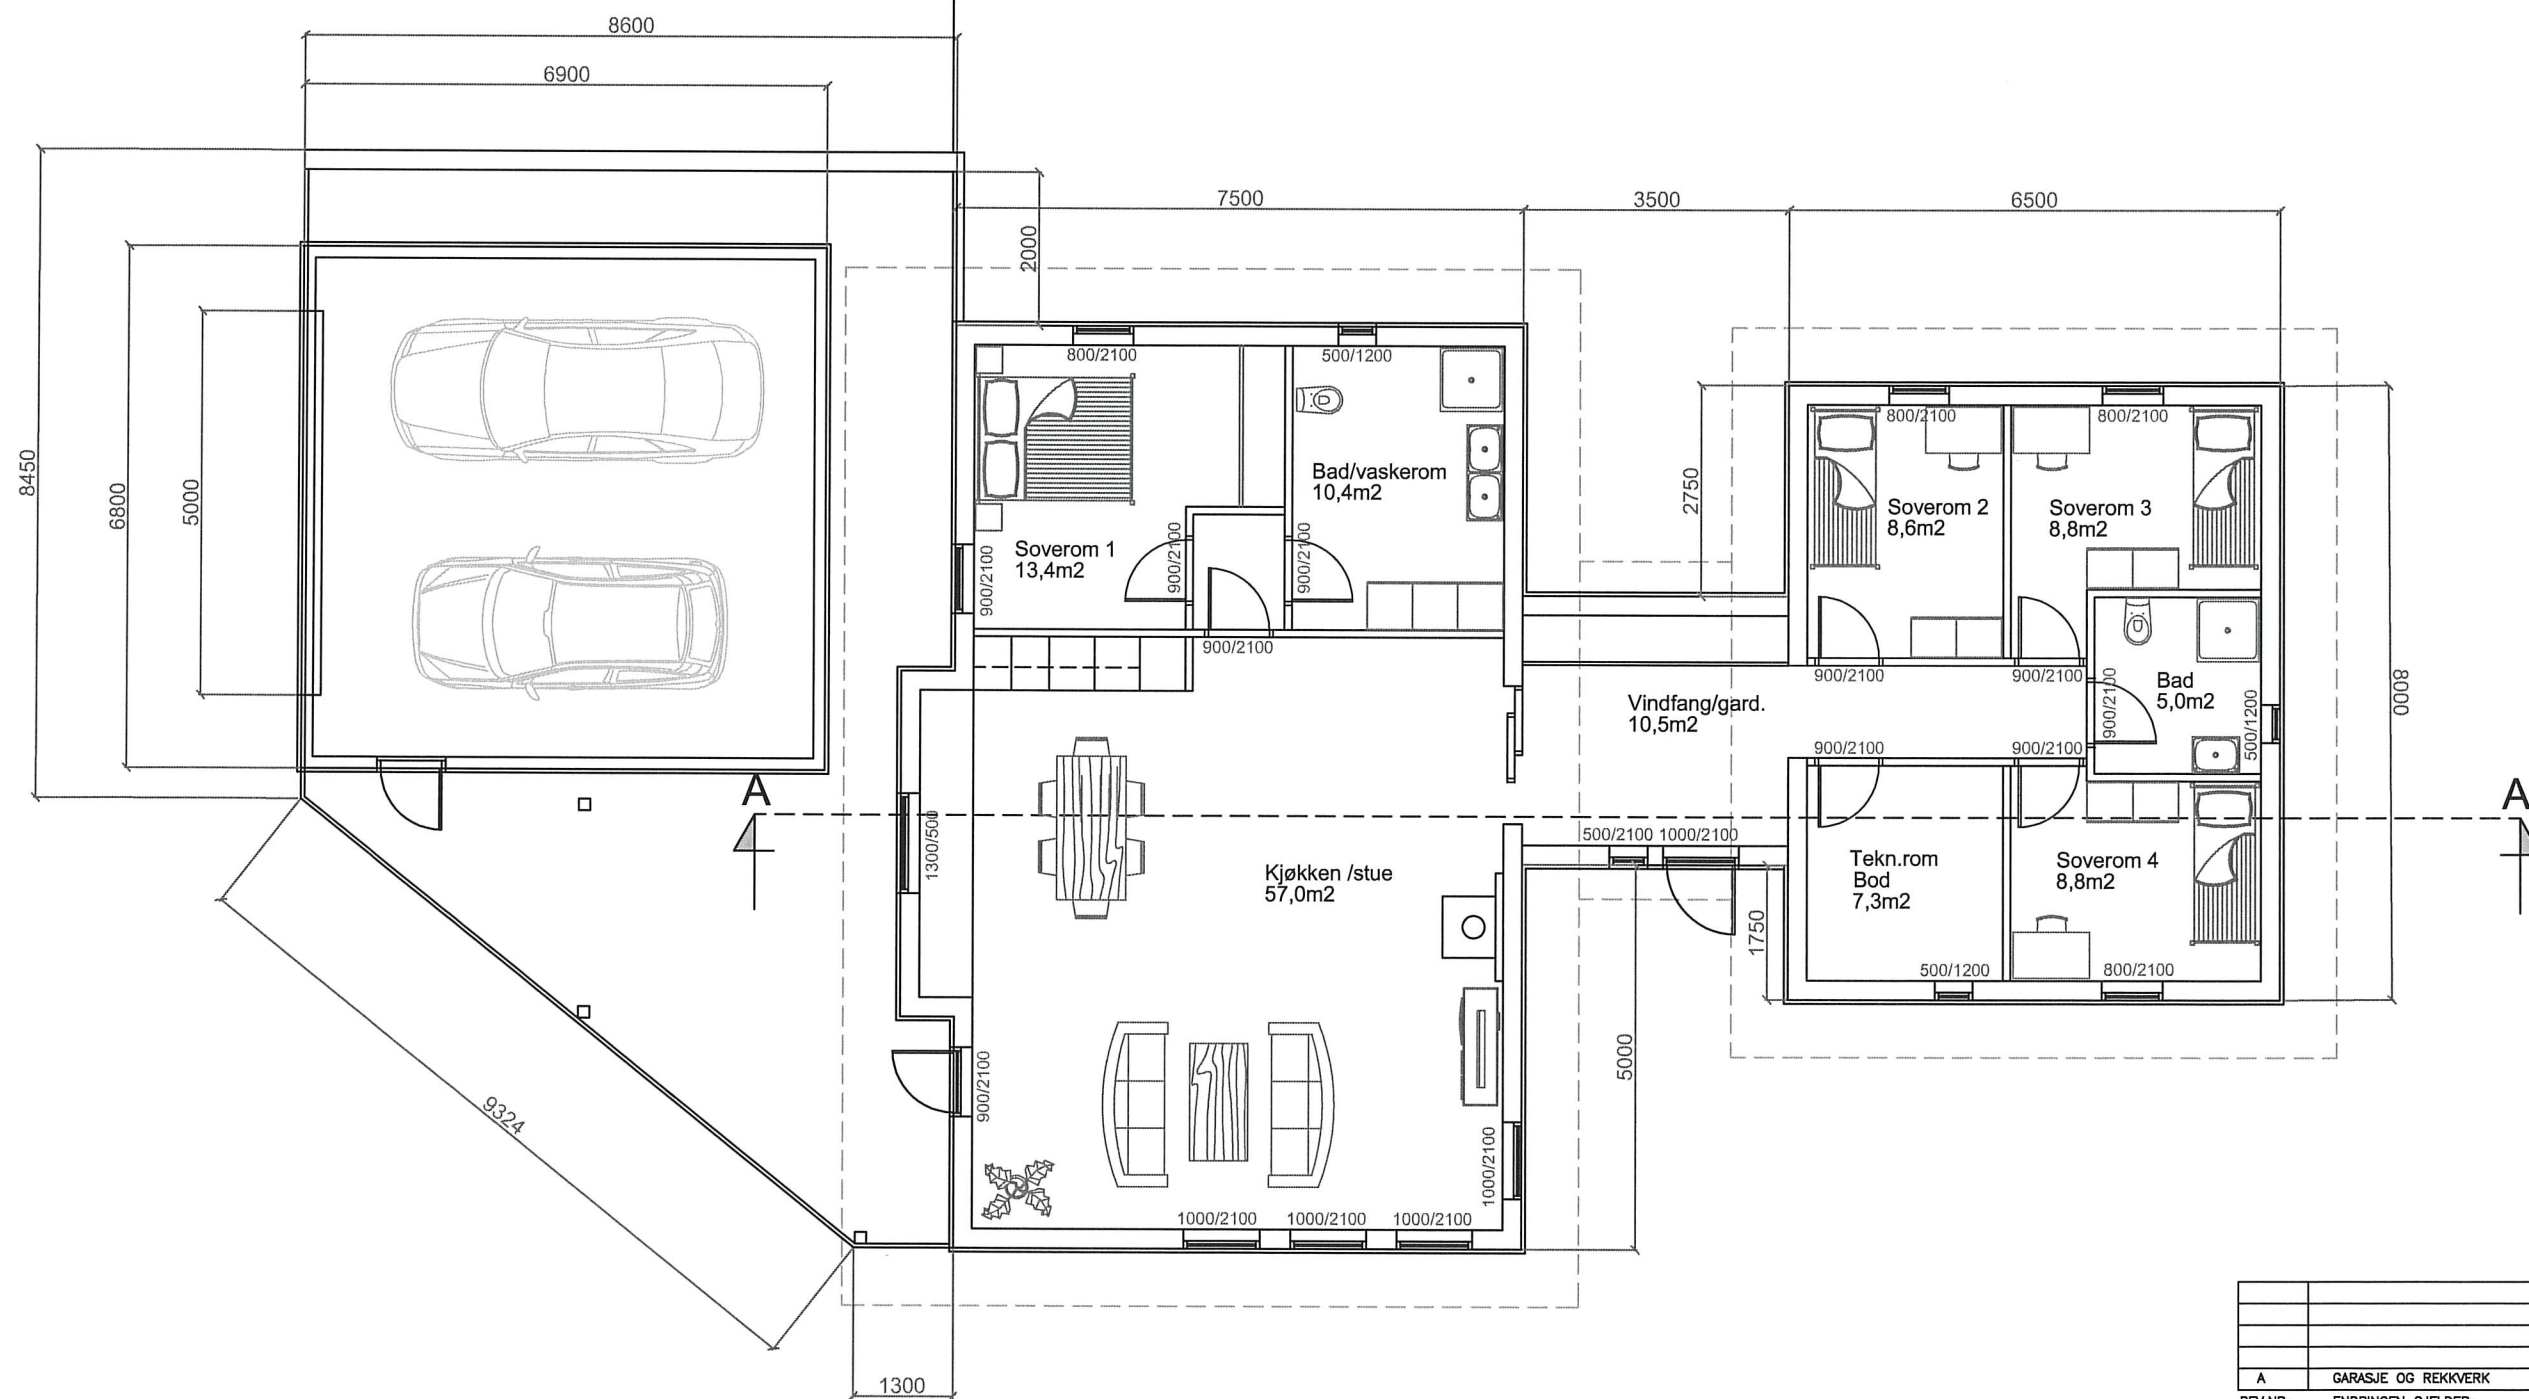 8600
6900
7500
3500
6500
2000
8450
6800
5000
2750
8000
800/2100
500/1200
800/2100
800/2100
Bad/vaskerom
10,4m2
Soverom 1
13,4m2
900/2100
900/2100
900/2100
900/2100
Soverom 2
8,6m2
Soverom 3
8,8m2
900/2100
900/2100
900/2100
Bad
5,0m2
500/1200
Vindfang/gard.
10,5m2
900/2100
900/2100
A
A
1300/500
Kjøkken /stue
57,0m2
500/2100
1000/2100
Tekn.rom
Bod
7,3m2
Soverom 4
8,8m2
1750
500/1200
800/2100
5000
900/2100
9324
1000/2100
1000/2100
1000/2100
1000/2100
1300
A GARASJE OG REKKVERK